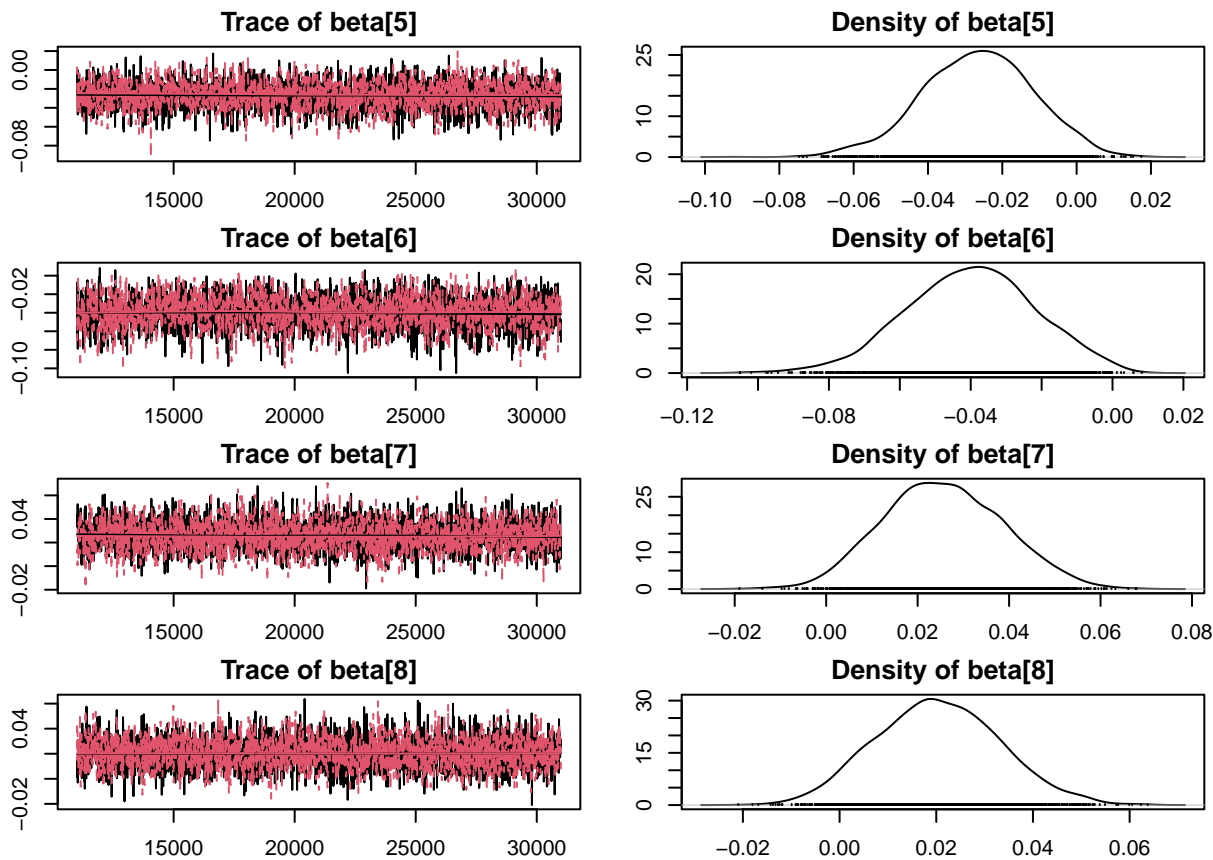 Trace of beta[5]
0.00
−0.08
15000 20000 25000 30000
Density of beta[5]
25
10
0
−0.10 −0.08 −0.06 −0.04 −0.02 0.00 0.02
Trace of beta[6]
−0.02
−0.10
15000 20000 25000 30000
Density of beta[6]
20
10
0
−0.12 −0.08 −0.04 0.00 0.02
Trace of beta[7]
0.04
−0.02
15000 20000 25000 30000
Density of beta[7]
25
10
0
−0.02 0.00 0.02 0.04 0.06 0.08
Trace of beta[8]
0.04
−0.02
15000 20000 25000 30000
Density of beta[8]
30
15
0
−0.02 0.00 0.02 0.04 0.06